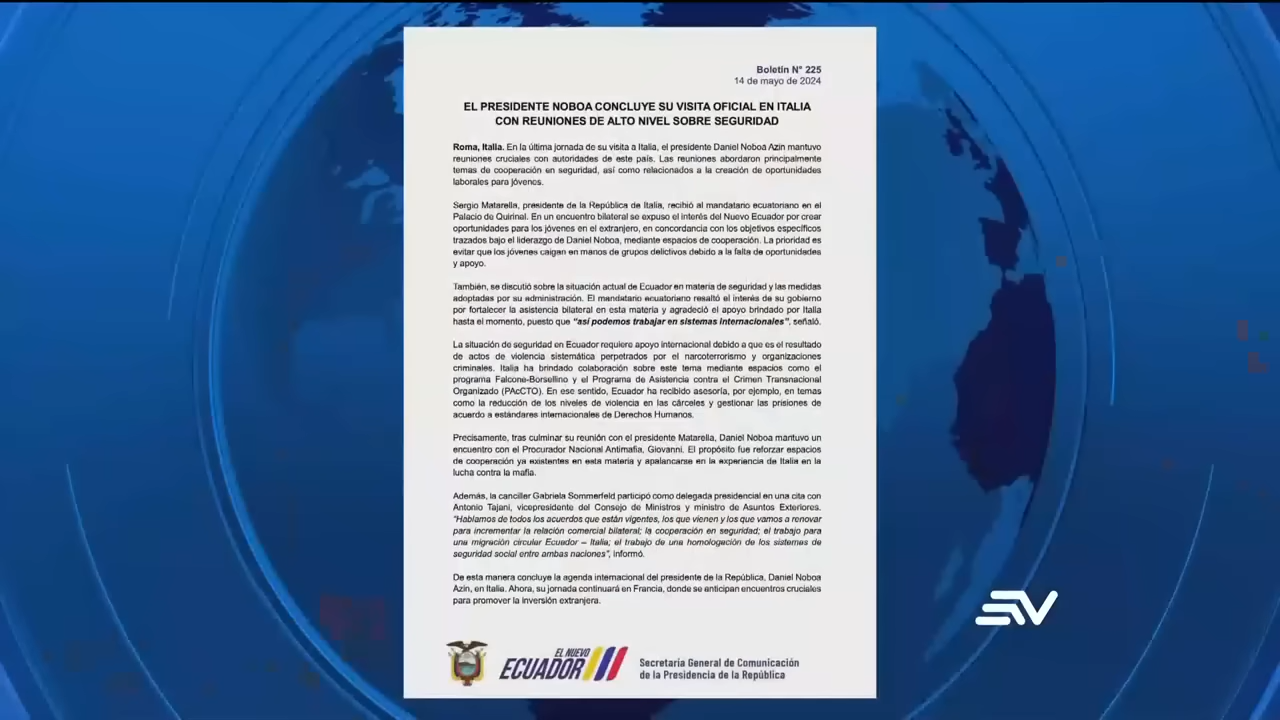 Boletín N° 225
14 de mayo de 2024
EL PRESIDENTE NOBOA CONCLUYE SU VISITA OFICIAL EN ITALIA
CON REUNIONES DE ALTO NIVEL SOBRE SEGURIDAD
Roma, Italia. En la última jornada de su visita a Italia, el presidente Daniel Noboa Azin mantuvo
reuniones cruciales con autoridades de este país. Las reuniones abordaron principalmente
temas de cooperación en seguridad, así como relacionados a la creación de oportunidades
laborales para jóvenes.
Sergio Matarella, presidente de la República de Italia, recibió al mandatario ecuatoriano en el
Palacio de Quirinal. En un encuentro bilateral se expuso el interés del Nuevo Ecuador por crear
oportunidades para los jóvenes en el extranjero, en concordancia con los objetivos específicos
trazados bajo el liderazgo de Daniel Noboa, mediante espacios de cooperación. La prioridad es
evitar que los jóvenes caigan en manos de grupos delictivos debido a la falta de oportunidades
y apoyo.
También, se discutió sobre la situación actual de Ecuador en materia de seguridad y las medidas
adoptadas por su administración. El mandatario ecuatoriano resaltó el interés de su gobierno
por fortalecer la asistencia bilateral en esta materia y agradeció el apoyo brindado por Italia
hasta el momento, puesto que “así podemos trabajar en sistemas internacionales”, señaló.
La situación de seguridad en Ecuador requiere apoyo internacional debido a que es el resultado
de actos de violencia sistemática perpetrados por el narcoterrorismo y organizaciones
criminales. Italia ha brindado colaboración sobre este tema mediante espacios como el
programa Falcone-Borsellino y el Programa de Asistencia contra el Crimen Transnacional
Organizado (PAcCTO). En ese sentido, Ecuador ha recibido asesoría, por ejemplo, en temas
como la reducción de los niveles de violencia en las cárceles y gestionar las prisiones de
acuerdo a estándares internacionales de Derechos Humanos.
Precisamente, tras culminar su reunión con el presidente Matarella, Daniel Noboa mantuvo un
encuentro con el Procurador Nacional Antimafia, Giovanni. El propósito fue reforzar espacios
de cooperación ya existentes en esta materia y apalancarse en la experiencia de Italia en la
lucha contra la mafia.
Además, la canciller Gabriela Sommerfeld participó como delegada presidencial en una cita con
Antonio Tajani, vicepresidente del Consejo de Ministros y ministro de Asuntos Exteriores.
“Hablamos de todos los acuerdos que están vigentes, los que vienen y los que vamos a renovar
para incrementar la relación comercial bilateral; la cooperación en seguridad; el trabajo para
una migración circular Ecuador – Italia; el trabajo de una homologación de los sistemas de
seguridad social entre ambas naciones”, informó.
De esta manera concluye la agenda internacional del presidente de la República, Daniel Noboa
Azin, en Italia. Ahora, su jornada continuará en Francia, donde se anticipan encuentros cruciales
para promover la inversión extranjera.
EL NUEVO
ECUADOR
Secretaría General de Comunicación
de la Presidencia de la República